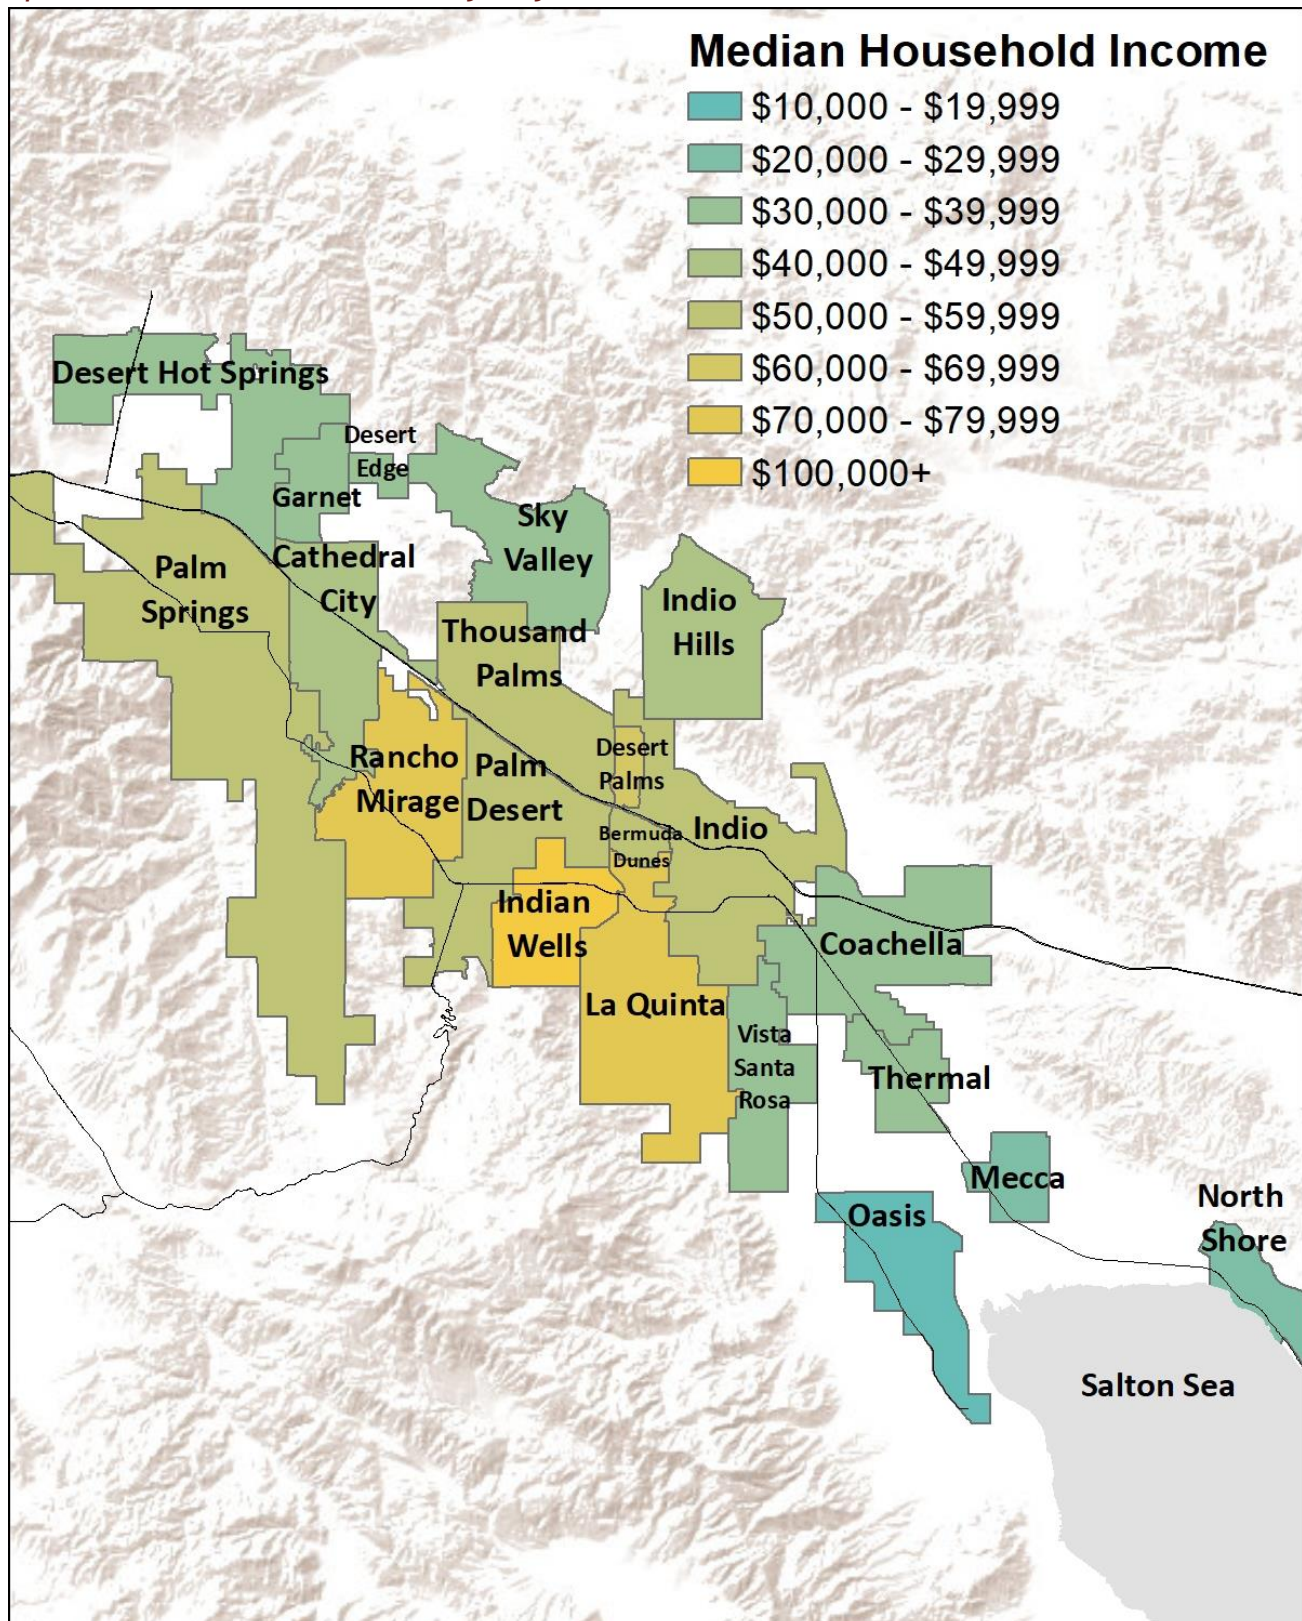 Median Household Income
$10,000 - $19,999
$20,000 - $29,999
$30,000 - $39,999
$40,000 - $49,999
$50,000 - $59,999
$60,000 - $69,999
$70,000 - $79,999
$100,000+
Desert Hot Springs
Desert
Edge
Garnet
Sky
Valley
Cathedral
City
Palm
Springs
Indio
Hills
Thousand
Palms
Rancho
Mirage
Palm
Desert
Desert
Palms
Bermuda
Dunes
Indio
Indian
Wells
Coachella
La Quinta
Vista
Santa
Rosa
Thermal
Mecca
Oasis
North
Shore
Salton Sea